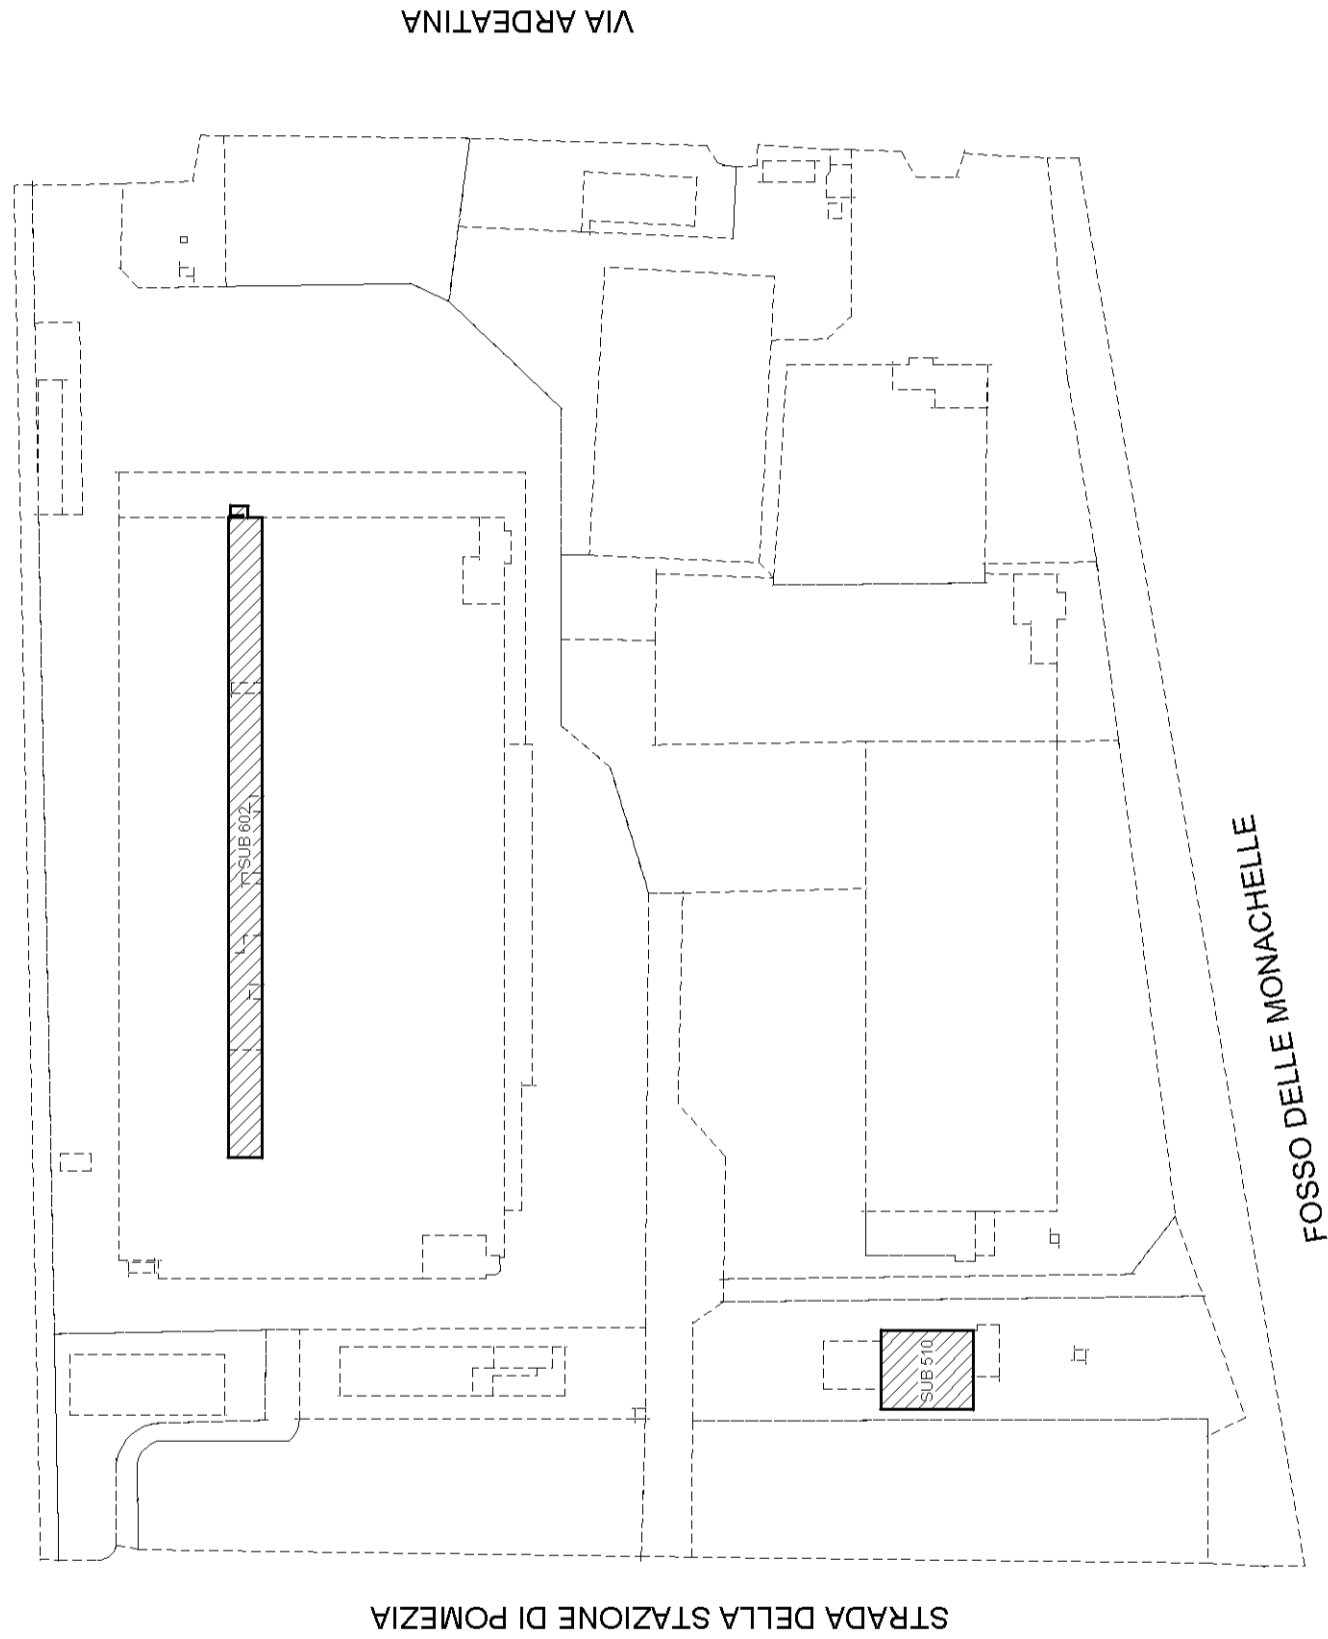 VIA ARDEATINA
SUB 602
FOSSO DELLE MONACHELLE
SUB 510
STRADA DELLA STAZIONE DI POMEZIA